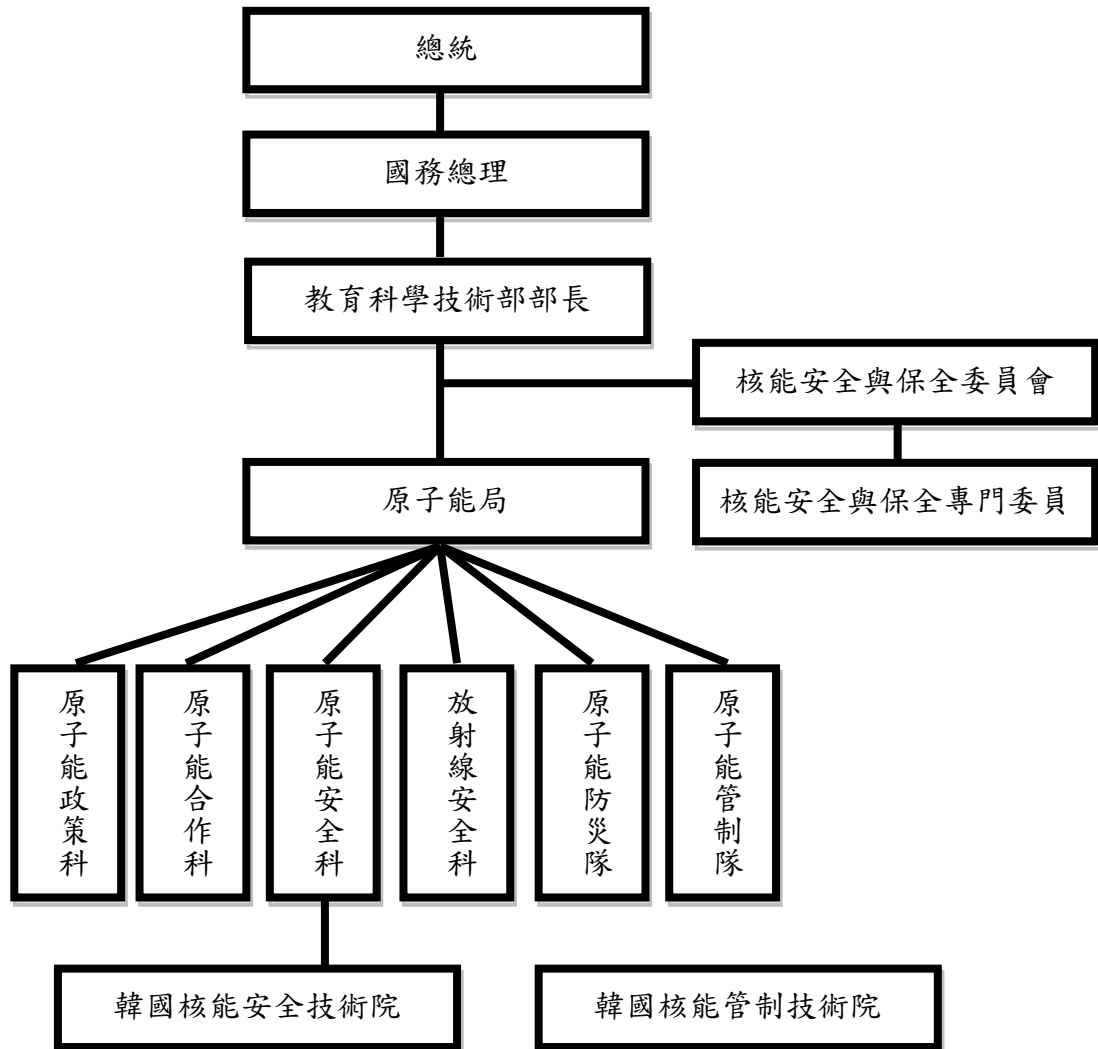 總統
國務總理
教育科學技術部部長
核能安全與保全委員會
核能安全與保全專門委員
原子能局
原子能政策科
原子能合作科
原子能安全科
放射線安全科
原子能防災隊
原子能管制隊
韓國核能安全技術院
韓國核能管制技術院